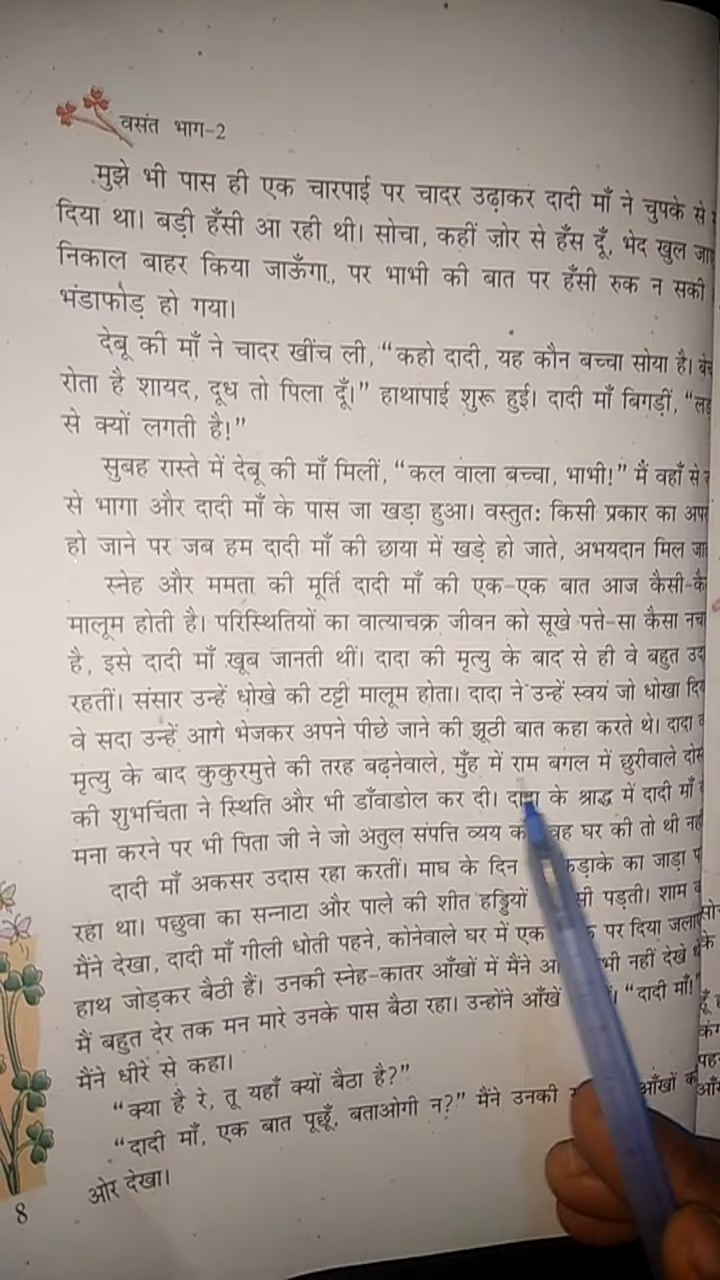 वसंत भाग-2
मुझे भी पास ही एक चारपाई पर चादर उढ़ाकर दादी माँ ने चुपके से
दिया था। बड़ी हँसी आ रही थी। सोचा, कहीं ज़ोर से हँस दूँ, भेद खुल
निकाल बाहर किया जाऊँगा, पर भाभी की बात पर हँसी रुक न सकी
भंडाफोड़ हो गया।
देबू की माँ ने चादर खींच ली, “कहो दादी, यह कौन बच्चा सोया है।
रोता है शायद, दूध तो पिला दूँ।” हाथापाई शुरू हुई। दादी माँ बिगड़ीं,
से क्यों लगती है!”
सुबह रास्ते में देबू की माँ मिलीं, “कल वाला बच्चा, भाभी!” मैं वहाँ से
से भागा और दादी माँ के पास जा खड़ा हुआ। वस्तुतः किसी प्रकार का
हो जाने पर जब हम दादी माँ की छाया में खड़े हो जाते, अभयदान मिल
स्नेह और ममता की मूर्ति दादी माँ की एक-एक बात आज
मालूम होती है। परिस्थितियों का वात्याचक्र जीवन को सूखे पत्ते-सा कैसा
है, इसे दादी माँ खूब जानती थीं। दादा की मृत्यु के बाद से ही वे बहुत
रहतीं। संसार उन्हें धोखे की टट्टी मालूम होता। दादा ने उन्हें स्वयं जो धोखा
वे सदा उन्हें आगे भेजकर अपने पीछे जाने की झूठी बात कहा करते थे। दादा
मृत्यु के बाद कुकुरमुत्ते की तरह बढ़नेवाले, मुँह में राम बगल में छुरीवाले
की शुभचिंता ने स्थिति और भी डाँवाडोल कर दी। दादा के श्राद्ध में दादी माँ
मना करने पर भी पिता जी ने जो अतुल संपत्ति व्यय वह घर की तो थी
दादी माँ अकसर उदास रहा करतीं। माघ के दिन का जाड़ा
रहा था। पछुवा का सन्नाटा और पाले की शीत हड्डियों पड़ती। शाम
मैंने देखा, दादी माँ गीली धोती पहने, कोनेवाले घर में एक पर दिया
हाथ जोड़कर बैठी हैं। उनकी स्नेह-कातर आँखों में मैंने नहीं देखे
मैं बहुत देर तक मन मारे उनके पास बैठा रहा। उन्होंने आँखें “दादी माँ!”
मैंने धीरे से कहा।
“क्या है रे, तू यहाँ क्यों बैठा है?”
“दादी माँ, एक बात पूछूँ, बताओगी न?” मैंने उनकी आँखों
ओर देखा।
8